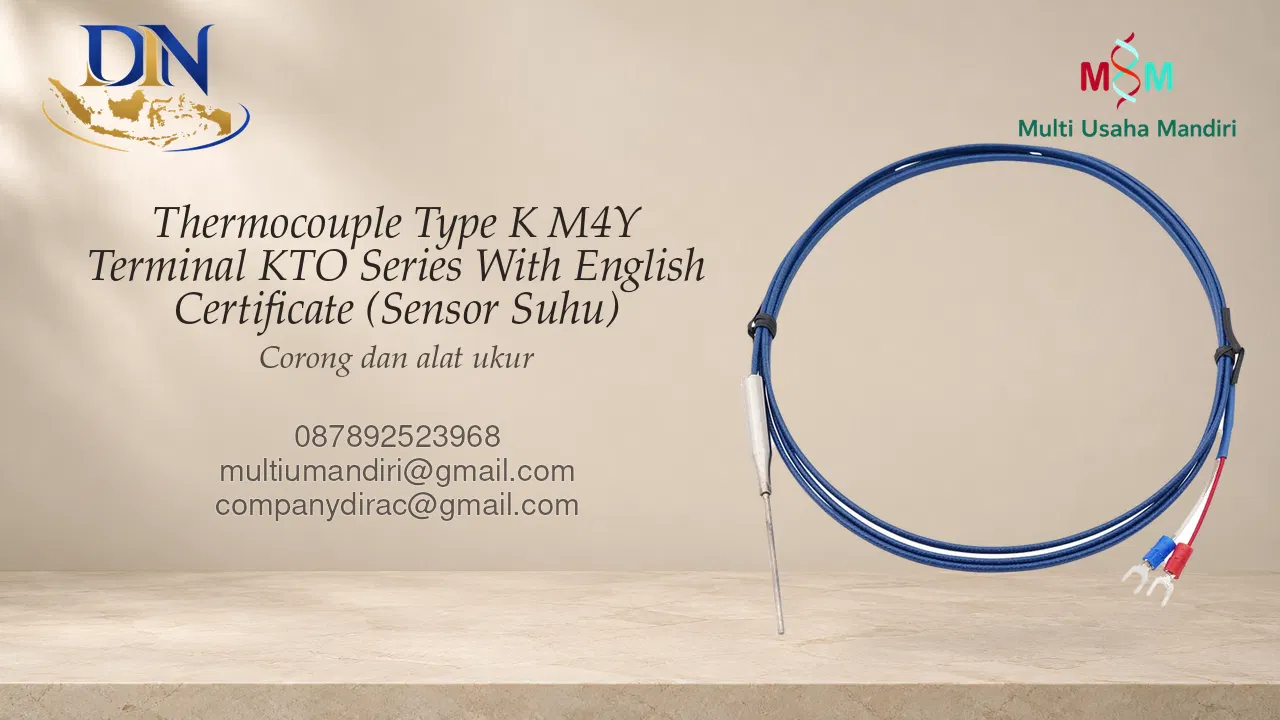 DIN
MSM
Multi Usaha Mandiri
Thermocouple Type K M4Y
Terminal KTO Series With English
Certificate (Sensor Suhu)
Corong dan alat ukur
087892523968
multiumandiri@gmail.com
companydirac@gmail.com